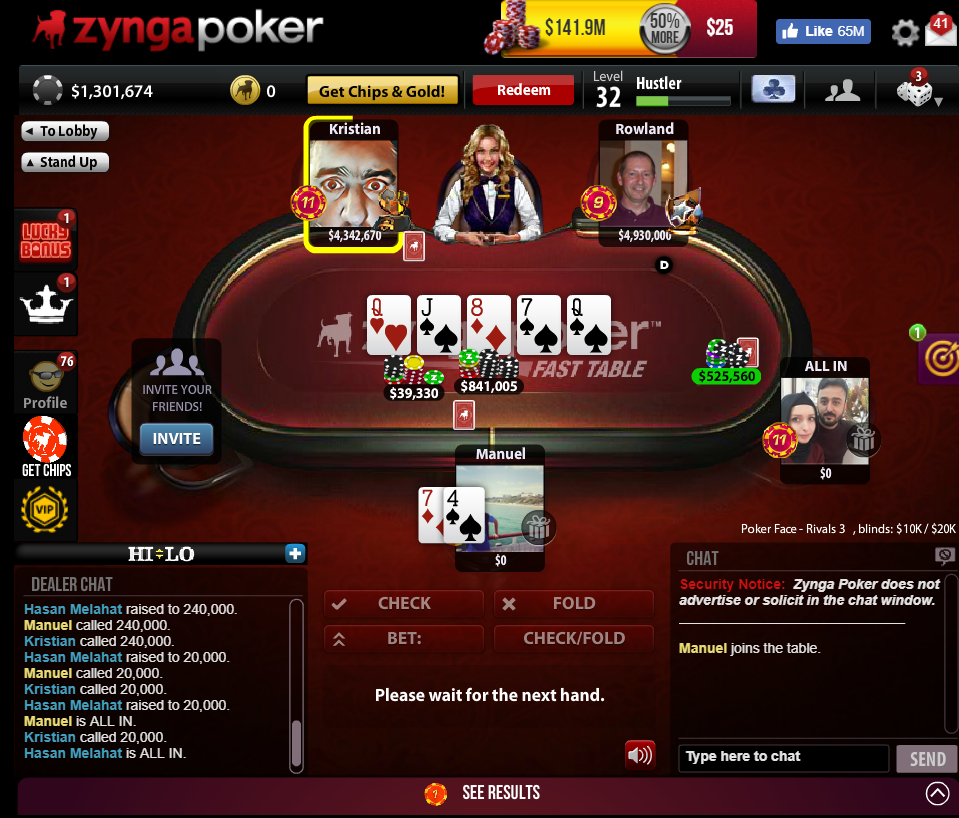 zyngapoker
$141.9M
50% MORE
$25
Like 65M
41
$1,301,674
0
Get Chips & Gold!
Redeem
Level
32
Hustler
3
To Lobby
Stand Up
Kristian
11
$4,342,670
Rowland
9
$4,930,000
D
1
LUCKY
BONUS
1
76
Profile
GET CHIPS
VIP
INVITE YOUR
FRIENDS!
INVITE
Q
J
8
7
Q
™
FAST TABLE
$39,330
$841,005
$525,560
1
ALL IN
11
$0
Manuel
7
4
$0
Poker Face - Rivals 3 , blinds: $10K / $20K
HI LO
DEALER CHAT
Hasan Melahat raised to 240,000.
Manuel called 240,000.
Kristian called 240,000.
Hasan Melahat raised to 20,000.
Manuel called 20,000.
Kristian called 20,000.
Hasan Melahat raised to 20,000.
Manuel is ALL IN.
Kristian called 20,000.
Hasan Melahat is ALL IN.
CHECK
FOLD
BET:
CHECK/FOLD
Please wait for the next hand.
CHAT
Security Notice: Zynga Poker does not
advertise or solicit in the chat window.
Manuel joins the table.
Type here to chat
SEND
SEE RESULTS